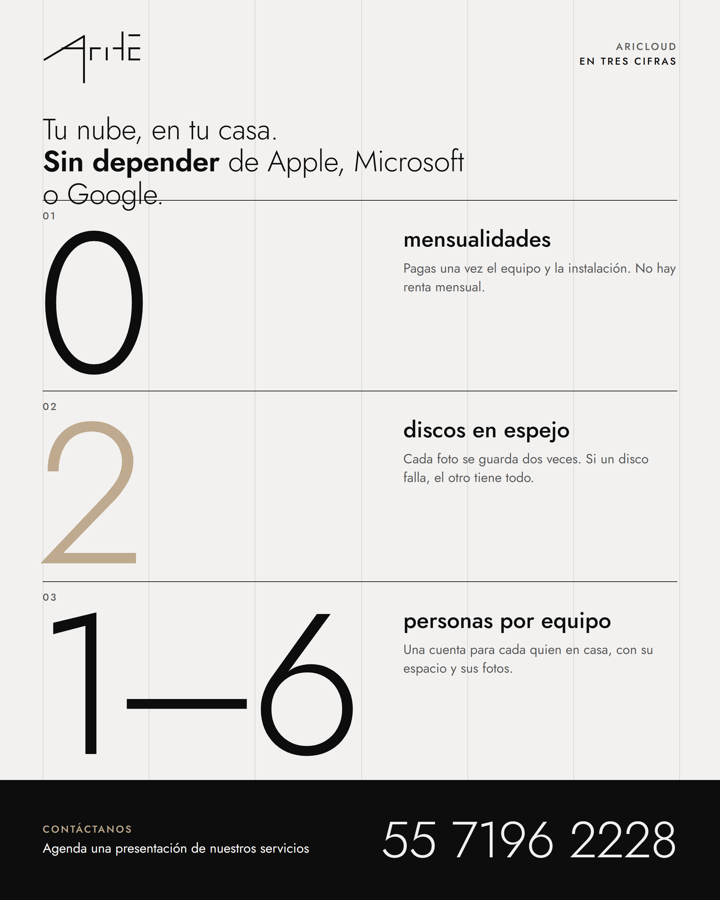 AriHE
ARICLOUD
EN TRES CIFRAS
Tu nube, en tu casa.
Sin depender de Apple, Microsoft
o Google.
01
0
mensualidades
Pagas una vez el equipo y la instalación. No hay
renta mensual.
02
2
discos en espejo
Cada foto se guarda dos veces. Si un disco
falla, el otro tiene todo.
03
1—6
personas por equipo
Una cuenta para cada quien en casa, con su
espacio y sus fotos.
CONTÁCTANOS
Agenda una presentación de nuestros servicios
55 7196 2228